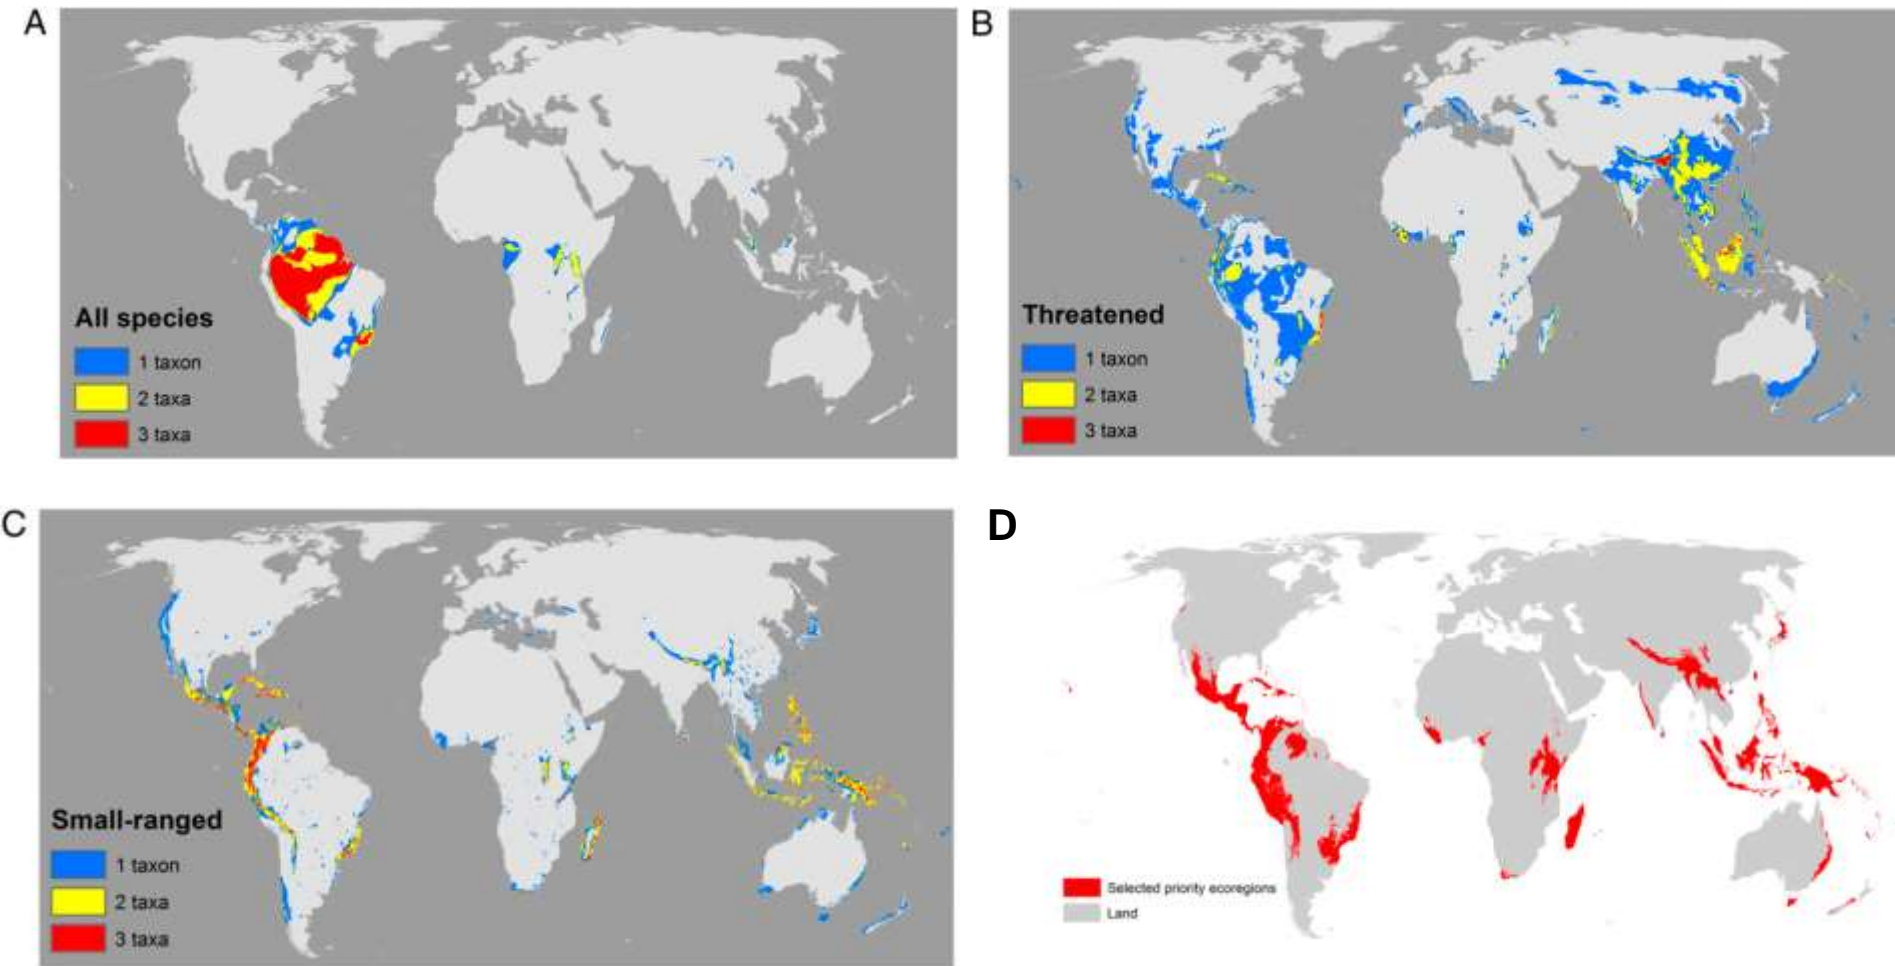 A
All species
1 taxon
2 taxa
3 taxa
B
Threatened
1 taxon
2 taxa
3 taxa
C
Small-ranged
1 taxon
2 taxa
3 taxa
D
Selected priority ecoregions
Land